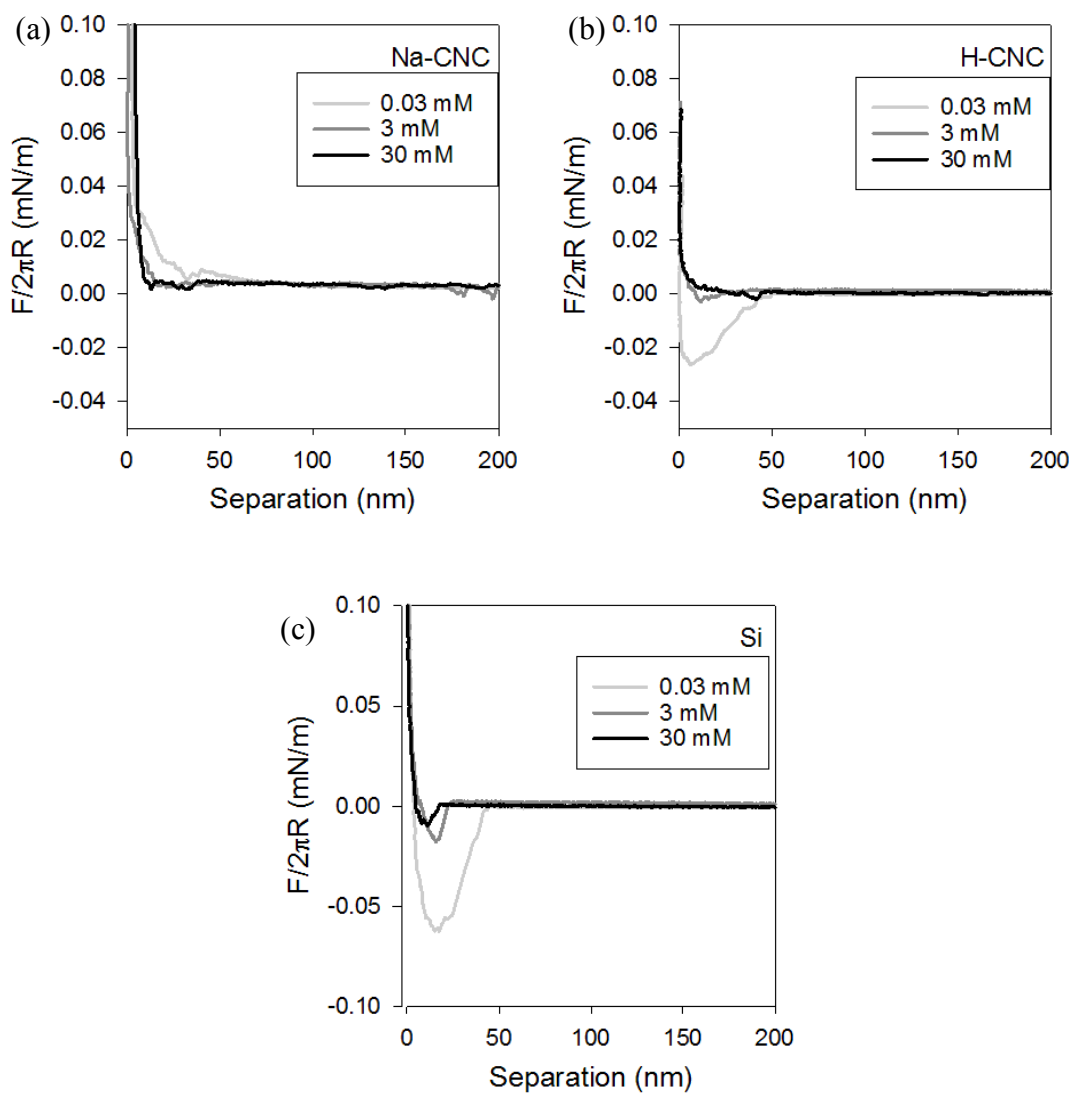 (a)
Na-CNC
0.03 mM
3 mM
30 mM
F/2πR (mN/m)
0.10
0.08
0.06
0.04
0.02
0.00
-0.02
-0.04
0 50 100 150 200
Separation (nm)
(b)
H-CNC
0.03 mM
3 mM
30 mM
F/2πR (mN/m)
0.10
0.08
0.06
0.04
0.02
0.00
-0.02
-0.04
0 50 100 150 200
Separation (nm)
(c)
Si
0.03 mM
3 mM
30 mM
F/2πR (mN/m)
0.10
0.05
0.00
-0.05
-0.10
0 50 100 150 200
Separation (nm)